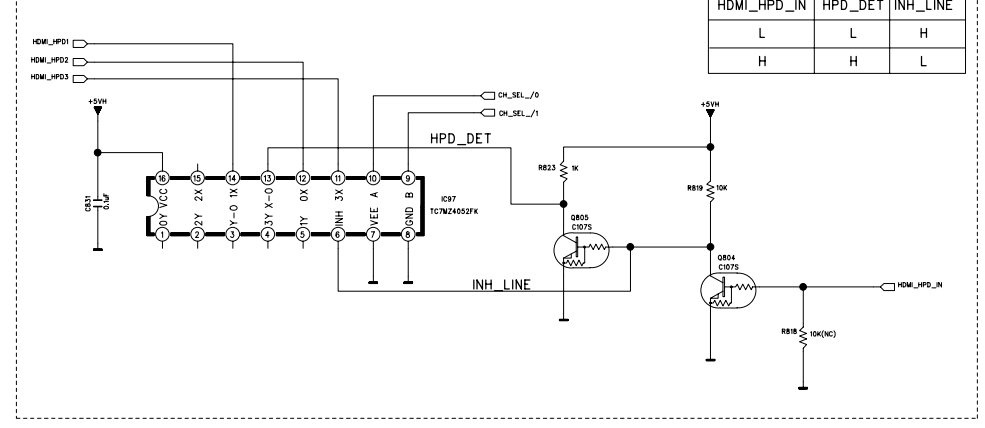 HDMI_HPD_IN HPD_DET INH_LINE
L L H
H H L
HDMI_HPD1
HDMI_HPD2
HDMI_HPD3
CH_SEL_/0
CH_SEL_/1
+5VH
+5VH
HPD_DET
R823 1K
R819 10K
C831
0.1uF
16 15 14 13 12 11 10 9
VCC 2X 1X X-O 0X 3X A B
0Y 2Y Y-O 3Y 1Y INH VEE GND
1 2 3 4 5 6 7 8
IC97
TC7MZ4052FK
Q805
C107S
Q804
C107S
INH_LINE
HDMI_HPD_IN
R818 10K(NC)